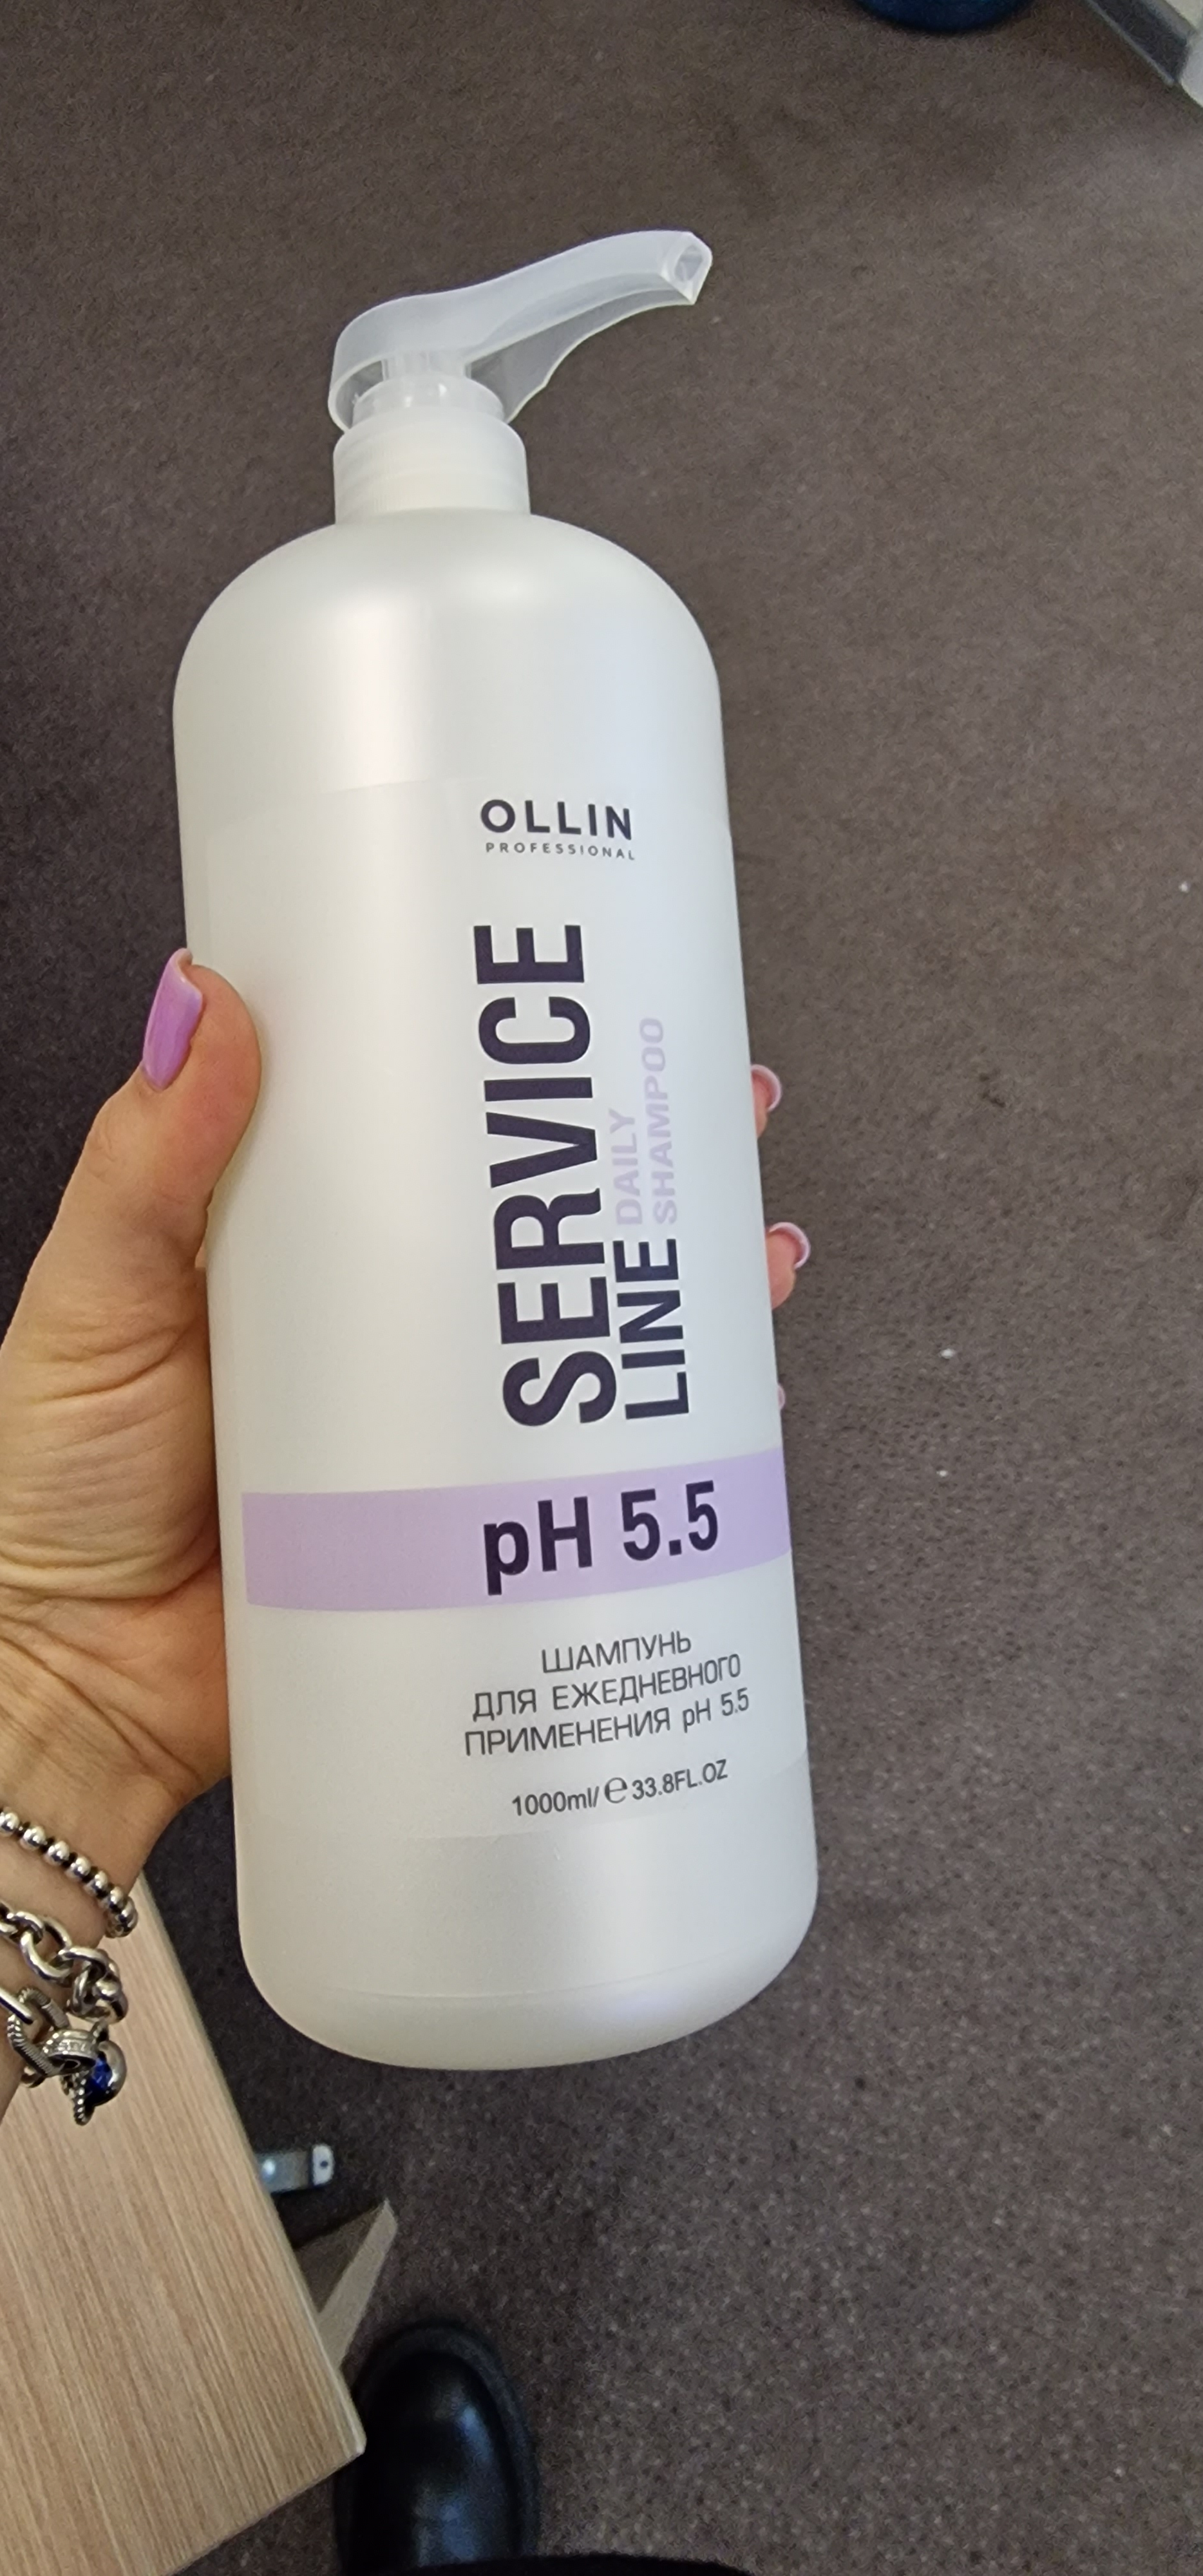 OLLIN
PROFESSIONAL
SERVICE
LINE DAILY SHAMPOO
pH 5.5
ШАМПУНЬ
ДЛЯ ЕЖЕДНЕВНОГО
ПРИМЕНЕНИЯ pH 5.5
1000ml/℮33.8FL.OZ